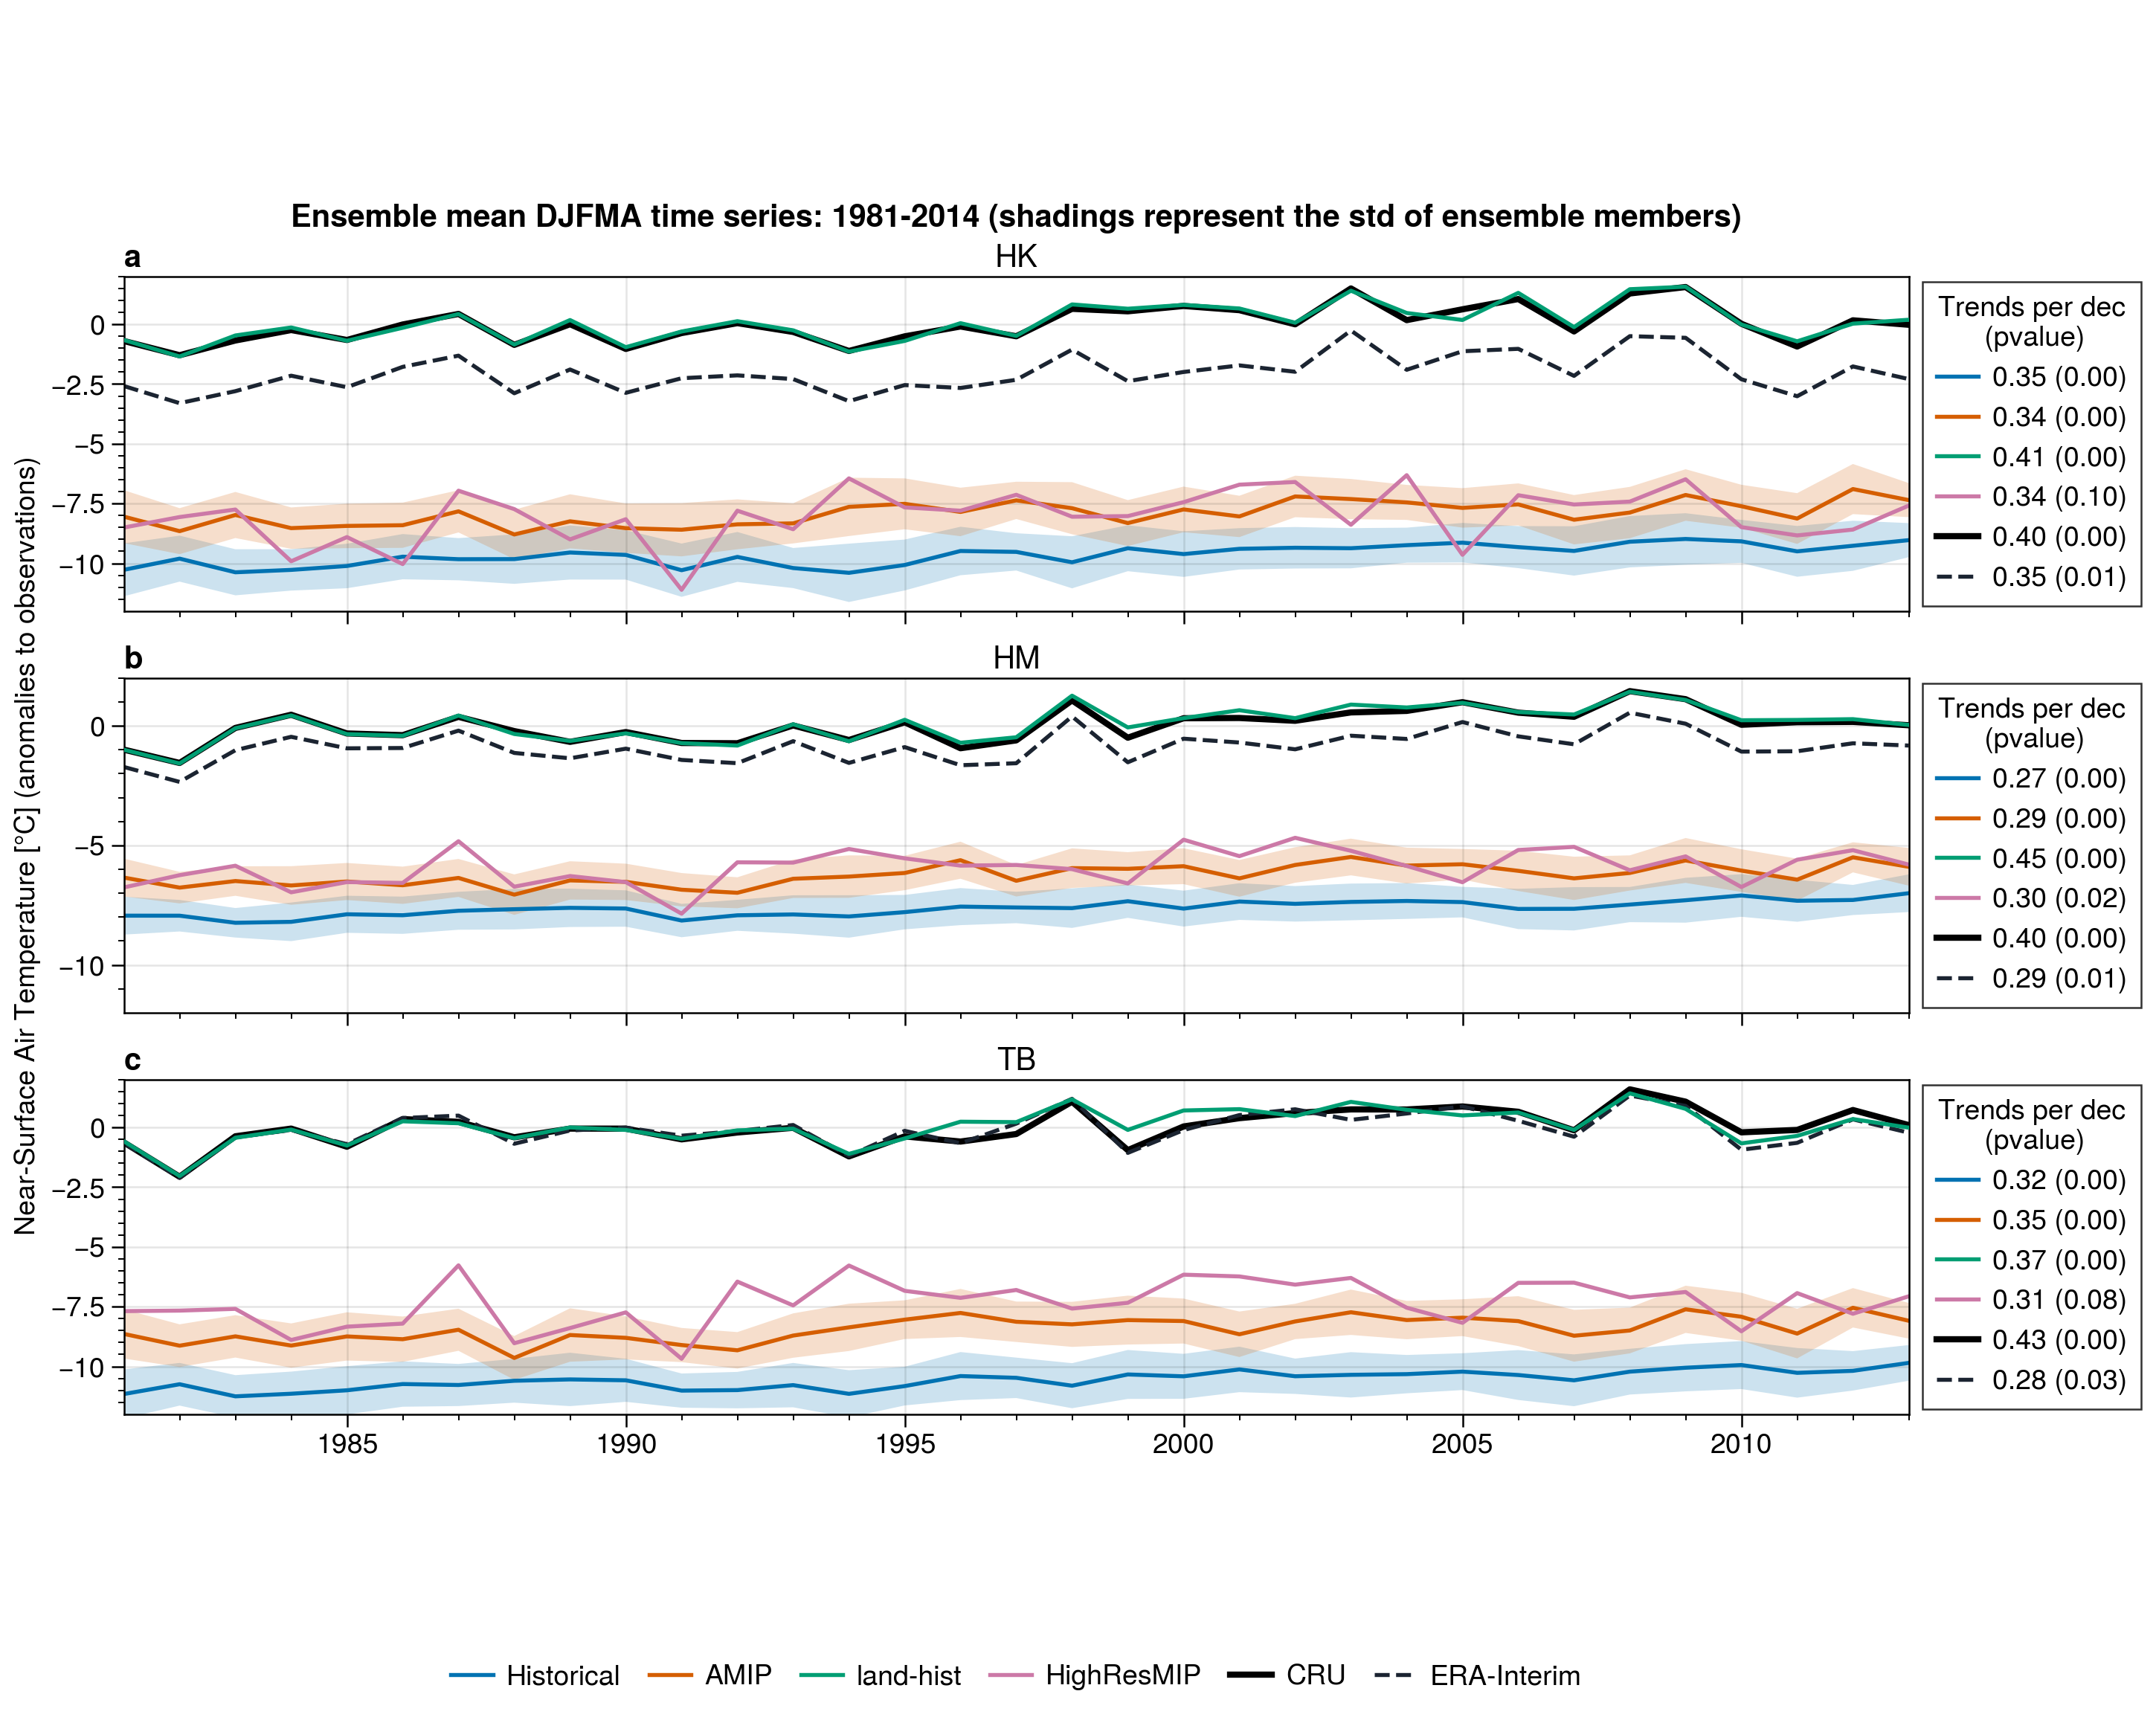 Ensemble mean DJFMA time series: 1981-2014 (shadings represent the std of ensemble members)
Near-Surface Air Temperature [°C] (anomalies to observations)
a
HK
0
−2.5
−5
−7.5
−10
Trends per dec
(pvalue)
0.35 (0.00)
0.34 (0.00)
0.41 (0.00)
0.34 (0.10)
0.40 (0.00)
0.35 (0.01)
b
HM
0
−5
−10
Trends per dec
(pvalue)
0.27 (0.00)
0.29 (0.00)
0.45 (0.00)
0.30 (0.02)
0.40 (0.00)
0.29 (0.01)
c
TB
0
−2.5
−5
−7.5
−10
Trends per dec
(pvalue)
0.32 (0.00)
0.35 (0.00)
0.37 (0.00)
0.31 (0.08)
0.43 (0.00)
0.28 (0.03)
1985 1990 1995 2000 2005 2010
Historical AMIP land-hist HighResMIP CRU ERA-Interim